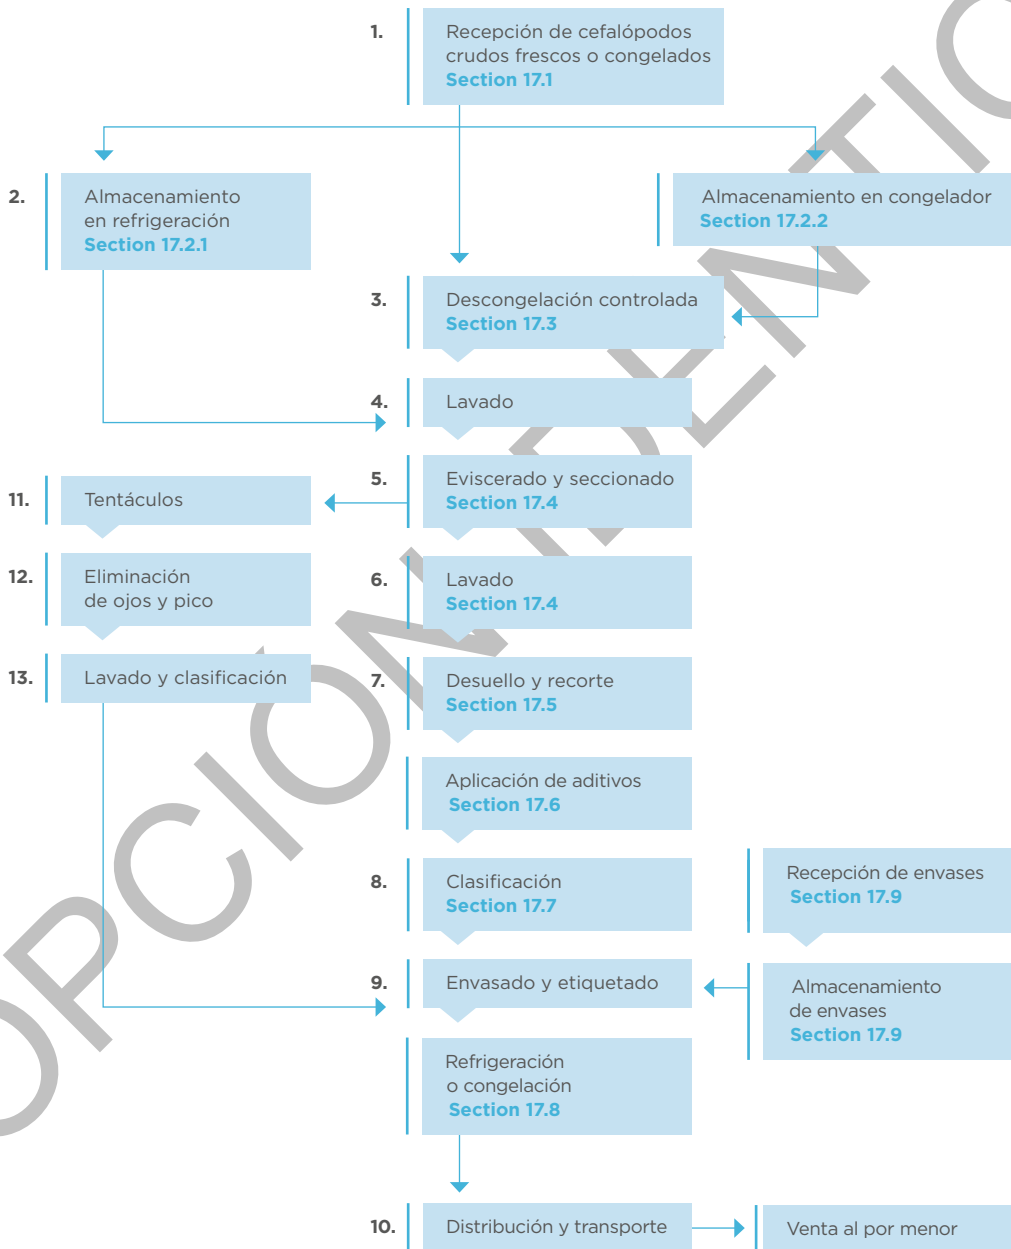 1. Recepción de cefalópodos
crudos frescos o congelados
Section 17.1
2. Almacenamiento
en refrigeración
Section 17.2.1
Almacenamiento en congelador
Section 17.2.2
3. Descongelación controlada
Section 17.3
4. Lavado
5. Eviscerado y seccionado
Section 17.4
11. Tentáculos
12. Eliminación
de ojos y pico
13. Lavado y clasificación
6. Lavado
Section 17.4
7. Desuello y recorte
Section 17.5
Aplicación de aditivos
Section 17.6
8. Clasificación
Section 17.7
Recepción de envases
Section 17.9
9. Envasado y etiquetado
Almacenamiento
de envases
Section 17.9
Refrigeración
o congelación
Section 17.8
10. Distribución y transporte
Venta al por menor